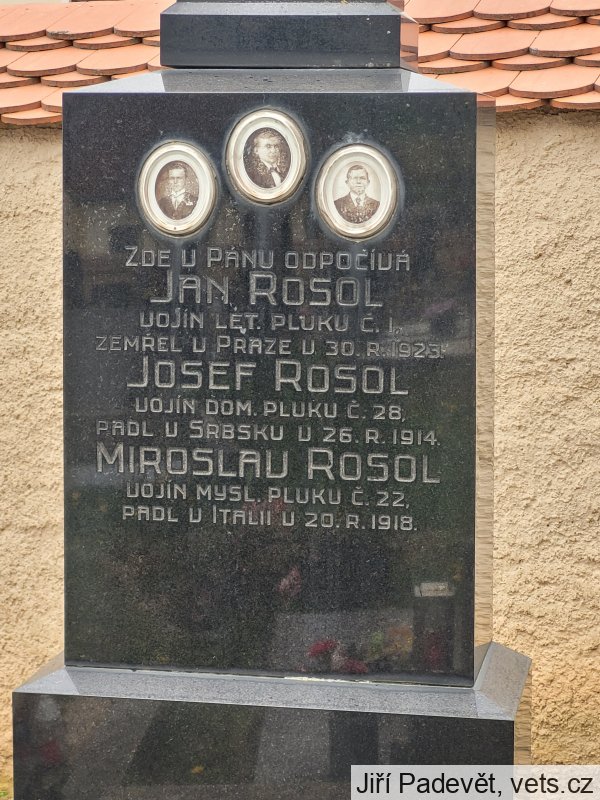 ZDE V PÁNU ODPOČÍVÁ
JAN ROSOL
VOJÍN LET. PLUKU Č. 1,
ZEMŘEL V PRAZE V 30. R. 1923.
JOSEF ROSOL
VOJÍN DOM. PLUKU Č. 28,
PADL V SRBSKU V 26. R. 1914.
MIROSLAV ROSOL
VOJÍN MYSL. PLUKU Č. 22,
PADL V ITALII V 20. R. 1918.
Jiří Padevět, vets.cz